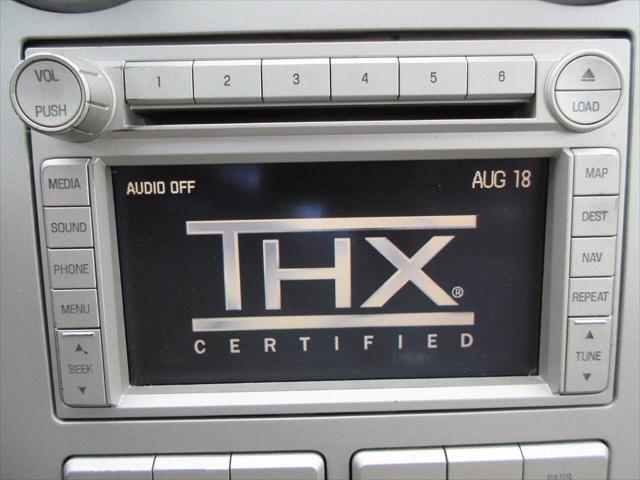 VOL
PUSH
1 2 3 4 5 6
LOAD
MEDIA
SOUND
PHONE
MENU
SEEK
AUDIO OFF
AUG 18
THX®
CERTIFIED
MAP
DEST
NAV
REPEAT
TUNE
PASS